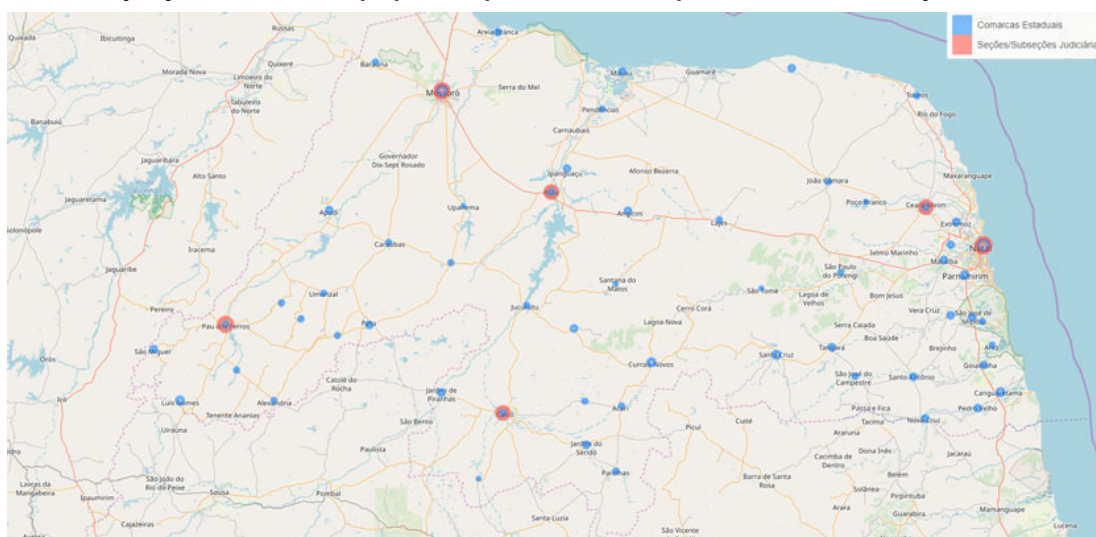 Comarcas Estaduais
Seções/Subseções Judiciária
Quixadá
Ibicuitinga
Russas
Quixeré
Areia Branca
Baraúna
Morada Nova
Limoeiro do Norte
Mossoró
Serra do Mel
Macau
Guamaré
Touros
Rio do Fogo
Tabuleiro do Norte
Pendências
Banabuiú
Carnaubais
Governador Dix-Sept Rosado
Jaguaribara
Alto Santo
Ipanguaçu
Afonso Bezerra
João Câmara
Maxaranguape
Jaguaretama
Assu
Poço Branco
Ceará-Mirim
Apodi
Upanema
Angicos
Lajes
Extremoz
Solonópole
Iracema
Caraúbas
Ielmo Marinho
Natal
Macaíba
Jaguaribe
São Paulo do Potengi
Parnamirim
Santana do Matos
São Tomé
Lagoa de Velhos
Bom Jesus
Umarizal
Pereiro
Jucurutu
Cerro Corá
Vera Cruz
São José de Mipibu
Pau dos Ferros
Patu
Lagoa Nova
Serra Caiada
Boa Saúde
Orós
São Miguel
Tangará
Brejinho
Arez
Santa Cruz
Currais Novos
Goianinha
Catolé do Rocha
São José do Campestre
Santo Antônio
Jardim de Piranhas
Canguaretama
Icó
Luís Gomes
Alexandria
Acari
Passa e Fica
Pedro Velho
Tenente Ananias
Caicó
São Bento
Picuí
Cuité
Tacima
Nova Cruz
Uiraúna
Araruna
Paulista
Jardim do Seridó
Dona Inês
Jacaraú
Cacimba de Dentro
Parelhas
Barra de Santa Rosa
Belém
São João do Rio do Peixe
Lavras da Mangabeira
Ipaumirim
Sousa
Pombal
Solânea
Pirpirituba
Mamanguape
Arara
Guarabira
Santa Luzia
Cajazeiras
São Vicente
Lucena